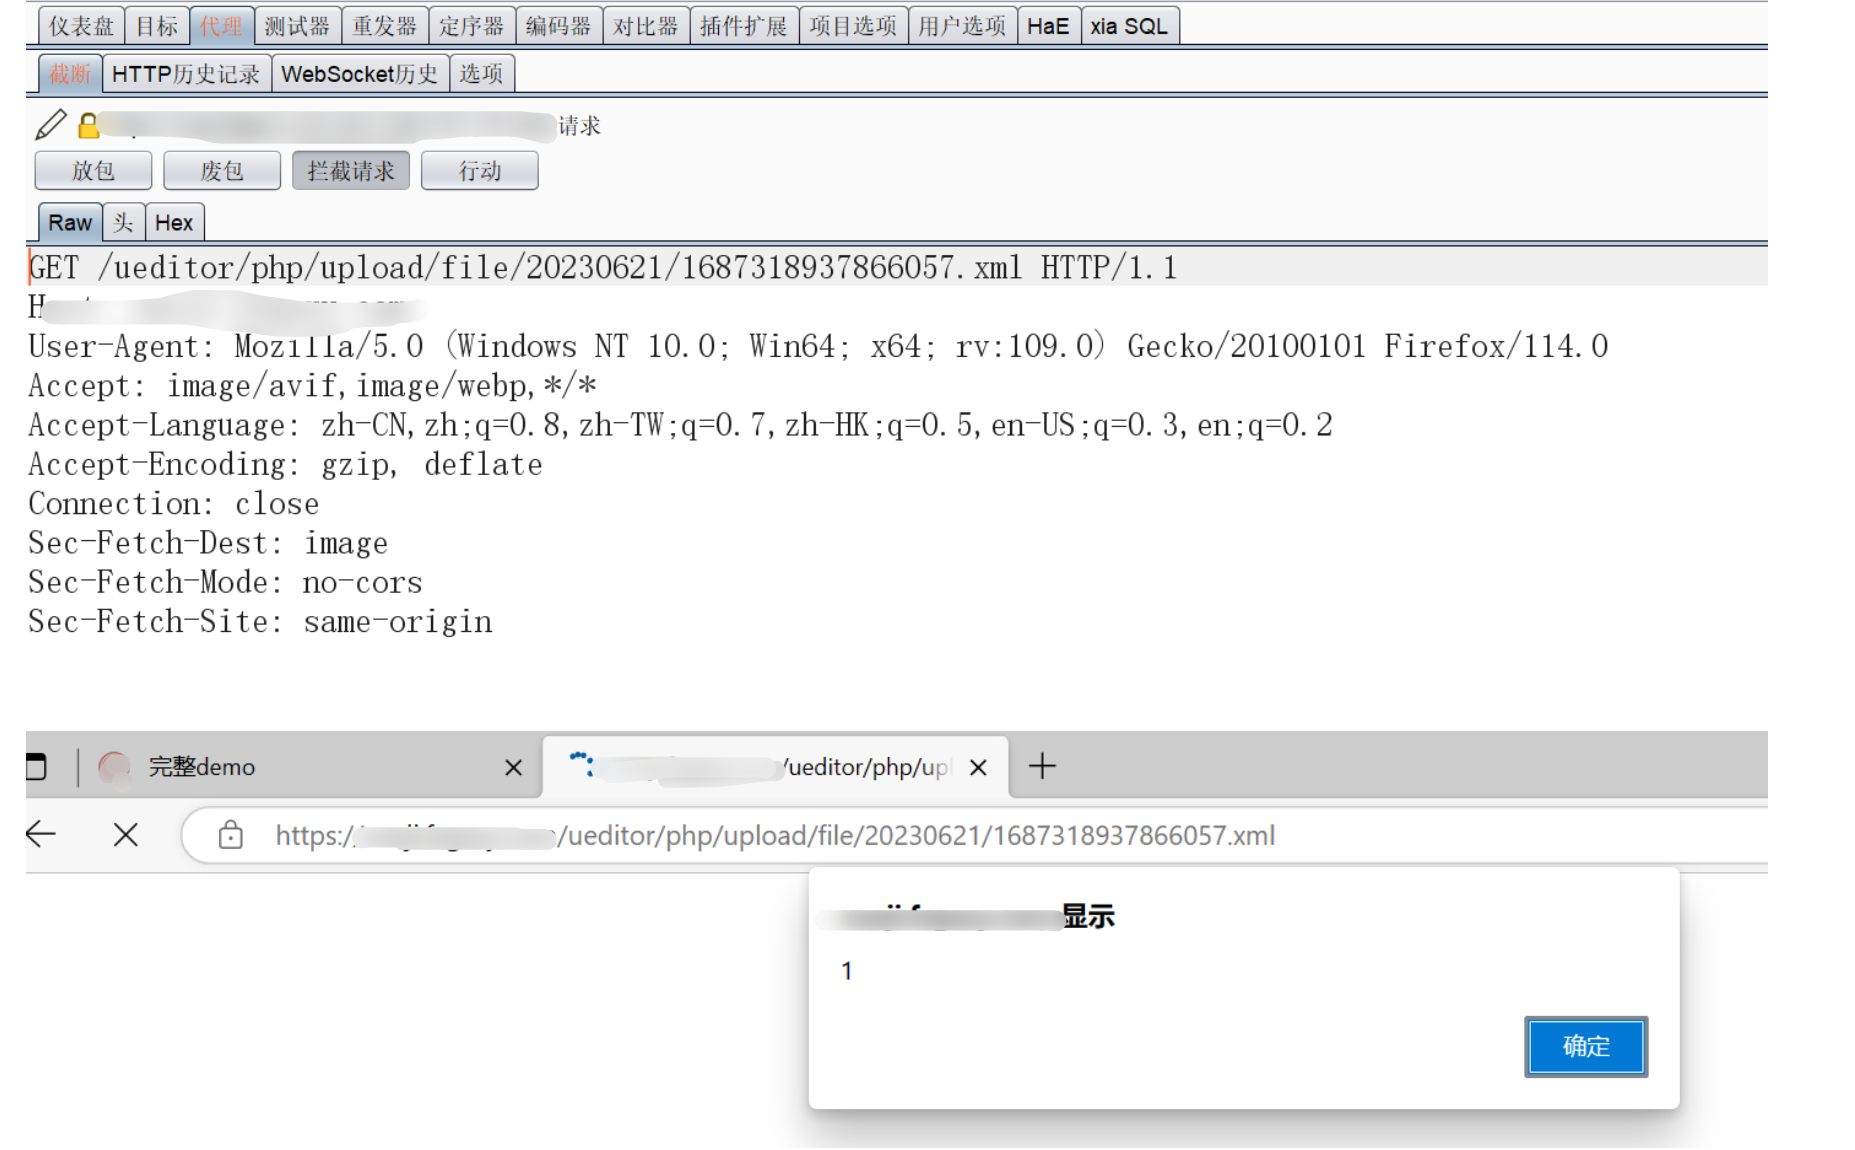 仪表盘 目标 代理 测试器 重发器 定序器 编码器 对比器 插件扩展 项目选项 用户选项 HaE xia SQL
截断 HTTP历史记录 WebSocket历史 选项
请求
放包 废包 拦截请求 行动
Raw 头 Hex
GET /ueditor/php/upload/file/20230621/1687318937866057.xml HTTP/1.1
User-Agent: Mozilla/5.0 (Windows NT 10.0; Win64; x64; rv:109.0) Gecko/20100101 Firefox/114.0
Accept: image/avif,image/webp,*/*
Accept-Language: zh-CN,zh;q=0.8,zh-TW;q=0.7,zh-HK;q=0.5,en-US;q=0.3,en;q=0.2
Accept-Encoding: gzip, deflate
Connection: close
Sec-Fetch-Dest: image
Sec-Fetch-Mode: no-cors
Sec-Fetch-Site: same-origin
完整demo /ueditor/php/upl
https:/ /ueditor/php/upload/file/20230621/1687318937866057.xml
显示
1
确定